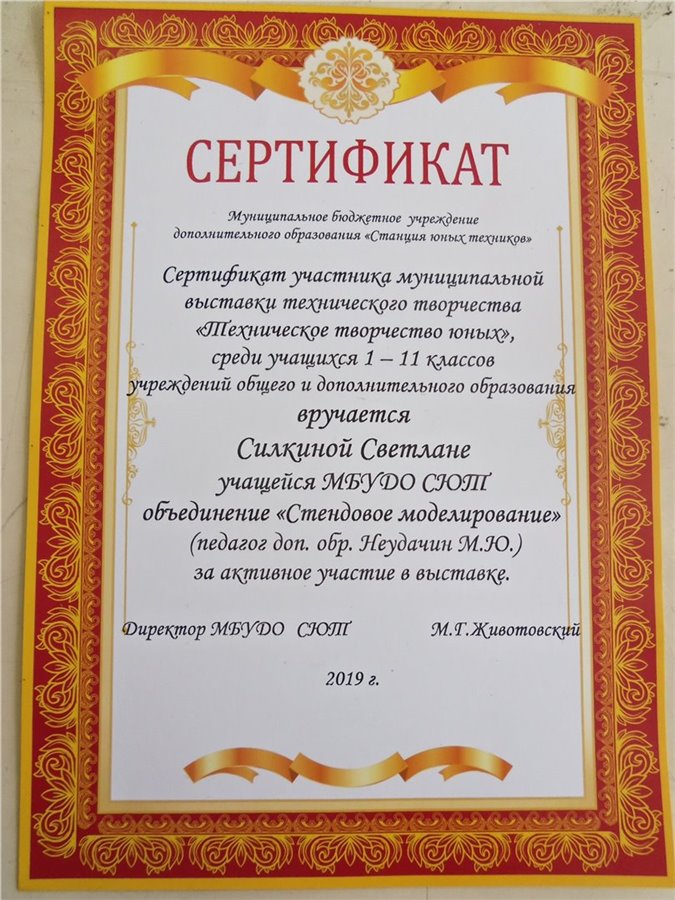 СЕРТИФИКАТ
Муниципальное бюджетное учреждение
дополнительного образования «Станция юных техников»
Сертификат участника муниципальной
выставки технического творчества
«Техническое творчество юных»,
среди учащихся 1 – 11 классов
учреждений общего и дополнительного образования
вручается
Силкиной Светлане
учащейся МБУДО СЮТ
объединение «Стендовое моделирование»
(педагог доп. обр. Неудачин М.Ю.)
за активное участие в выставке.
Директор МБУДО СЮТ М.Г.Животовский
2019 г.